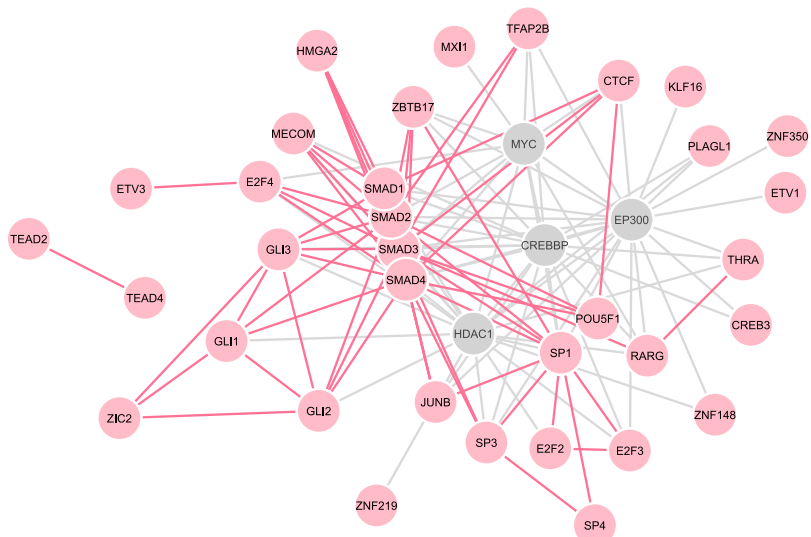 TFAP2B
MXI1
HMGA2
CTCF
KLF16
ZBTB17
MECOM
MYC
ZNF350
PLAGL1
ETV3
E2F4
SMAD1
ETV1
SMAD2
EP300
TEAD2
GLI3
SMAD3
CREBBP
THRA
SMAD4
TEAD4
POU5F1
CREB3
HDAC1
GLI1
SP1
RARG
ZIC2
GLI2
JUNB
ZNF148
SP3
E2F2
E2F3
ZNF219
SP4